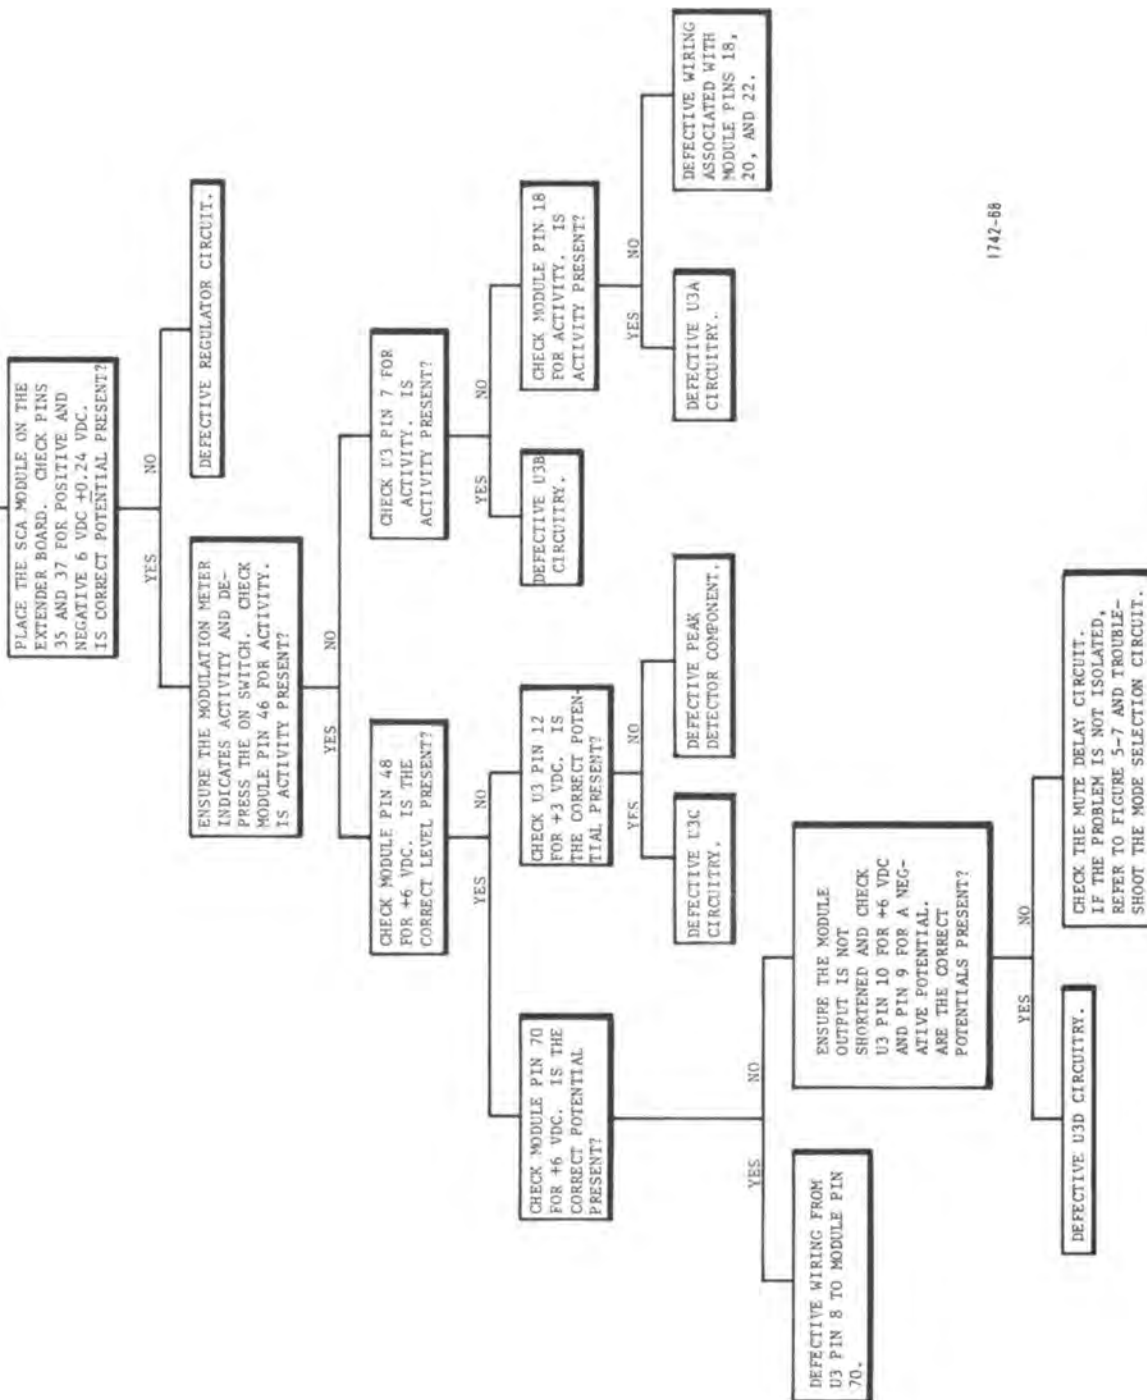 PLACE THE SCA MODULE ON THE
EXTENDER BOARD. CHECK PINS
35 AND 37 FOR POSITIVE AND
NEGATIVE 6 VDC ±0.24 VDC.
IS CORRECT POTENTIAL PRESENT?
YES
NO
ENSURE THE MODULATION METER
INDICATES ACTIVITY AND DE-
PRESS THE ON SWITCH. CHECK
MODULE PIN 46 FOR ACTIVITY.
IS ACTIVITY PRESENT?
DEFECTIVE REGULATOR CIRCUIT.
YES
NO
CHECK MODULE PIN 48
FOR +6 VDC. IS THE
CORRECT LEVEL PRESENT?
CHECK U3 PIN 7 FOR
ACTIVITY. IS
ACTIVITY PRESENT?
YES
NO
YES
NO
CHECK MODULE PIN 70
FOR +6 VDC. IS THE
CORRECT POTENTIAL
PRESENT?
CHECK U3 PIN 12
FOR +3 VDC. IS
THE CORRECT POTEN-
TIAL PRESENT?
DEFECTIVE U3B
CIRCUITRY.
CHECK MODULE PIN 18
FOR ACTIVITY. IS
ACTIVITY PRESENT?
YES
NO
YES
NO
DEFECTIVE U3C
CIRCUITRY.
DEFECTIVE PEAK
DETECTOR COMPONENT.
DEFECTIVE U3A
CIRCUITRY.
DEFECTIVE WIRING
ASSOCIATED WITH
MODULE PINS 18,
20, AND 22.
YES
NO
DEFECTIVE WIRING FROM
U3 PIN 8 TO MODULE PIN
70.
ENSURE THE MODULE
OUTPUT IS NOT
SHORTENED AND CHECK
U3 PIN 10 FOR +6 VDC
AND PIN 9 FOR A NEG-
ATIVE POTENTIAL.
ARE THE CORRECT
POTENTIALS PRESENT?
YES
NO
DEFECTIVE U3D CIRCUITRY.
CHECK THE MUTE DELAY CIRCUIT.
IF THE PROBLEM IS NOT ISOLATED,
REFER TO FIGURE 5-7 AND TROUBLE-
SHOOT THE MODE SELECTION CIRCUIT.
1742-68